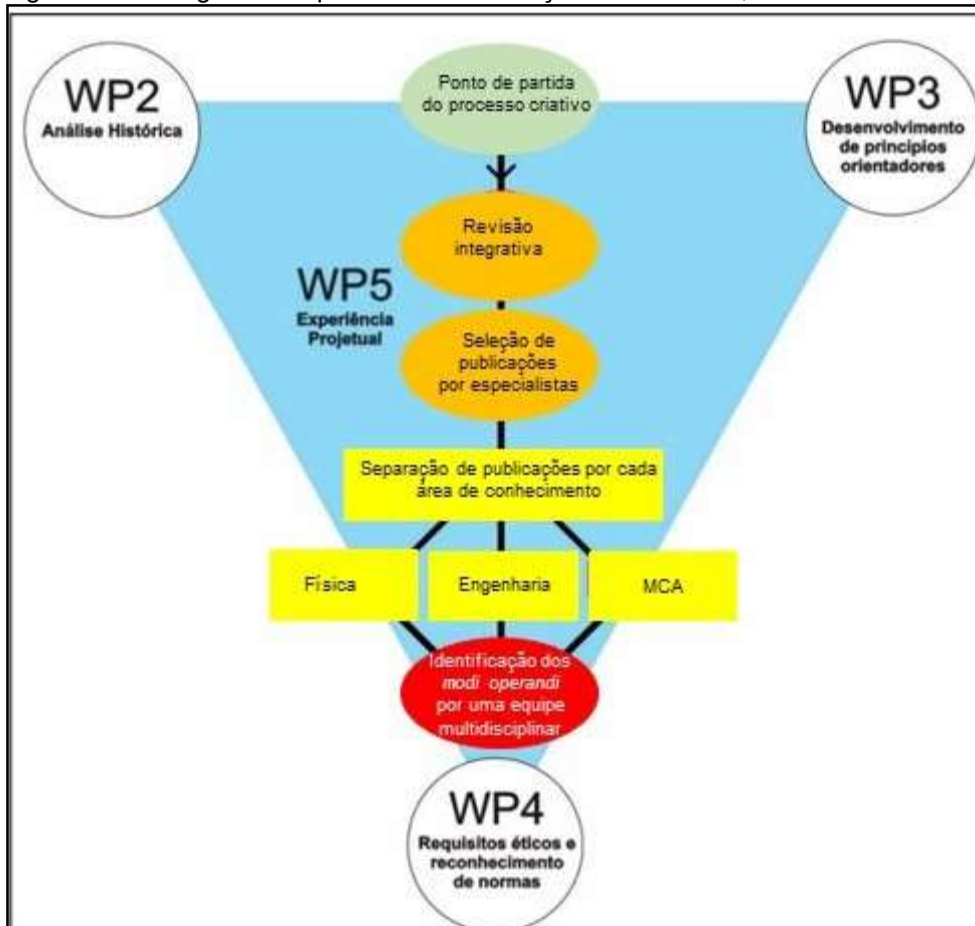 WP2
Análise Histórica
Ponto de partida
do processo criativo
WP3
Desenvolvimento
de princípios
orientadores
Revisão
integrativa
WP5
Experiência
Projetual
Seleção de
publicações
por especialistas
Separação de publicações por cada
área de conhecimento
Física
Engenharia
MCA
Identificação dos
modi operandi
por uma equipe
multidisciplinar
WP4
Requisitos éticos e
reconhecimento
de normas